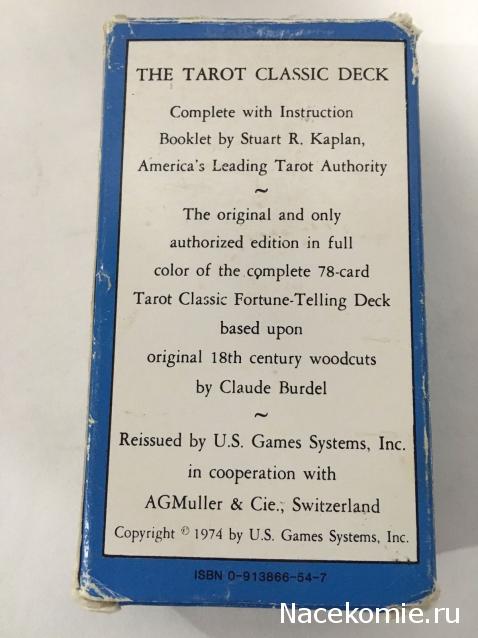 THE TAROT CLASSIC DECK
Complete with Instruction
Booklet by Stuart R. Kaplan,
America's Leading Tarot Authority
~
The original and only
authorized edition in full
color of the complete 78-card
Tarot Classic Fortune-Telling Deck
based upon
original 18th century woodcuts
by Claude Burdel
~
Reissued by U.S. Games Systems, Inc.
in cooperation with
AGMuller & Cie., Switzerland
Copyright © 1974 by U.S. Games Systems, Inc.
ISBN 0-913866-54-7
Nacekomie.ru